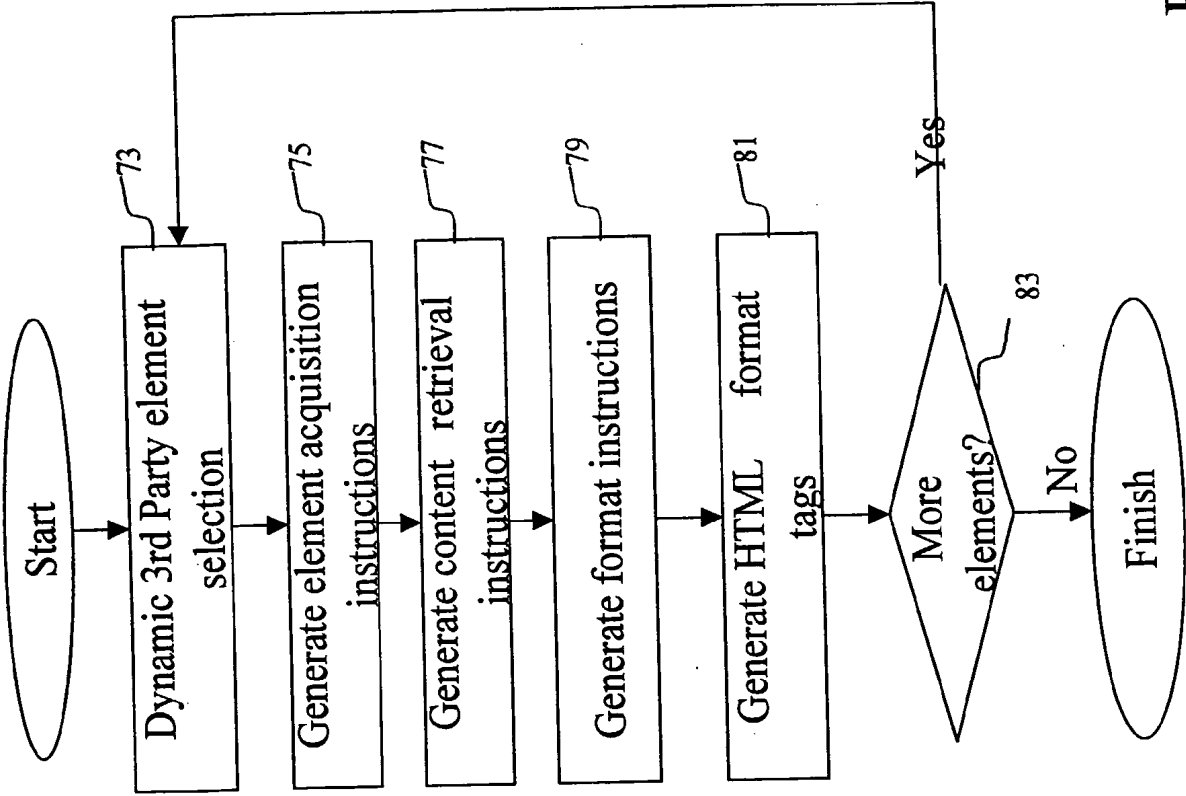 Start
Dynamic 3rd Party element
selection
73
Generate element acquisition
instructions
75
Generate content retrieval
instructions
77
Generate format instructions
79
Generate HTML format
tags
81
More
elements?
83
Yes
No
Finish